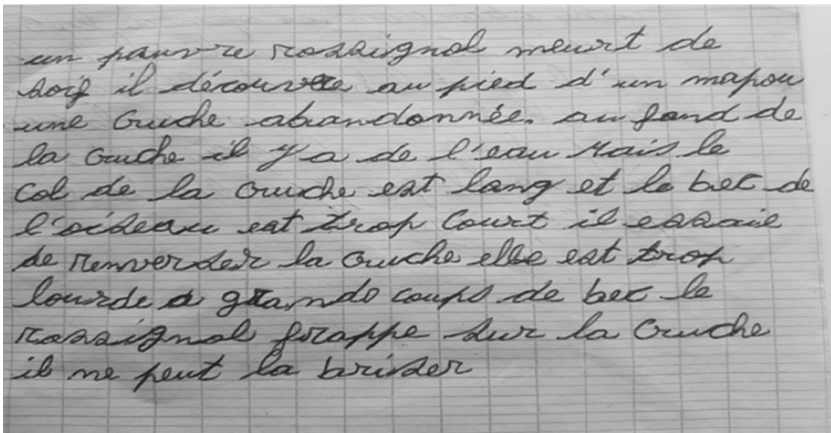 un pauvre rossignol meurt de
soif il découvre au pied d'un mapou
une cruche abandonnée. au fond de
la cruche il y a de l'eau Mais le
col de la cruche est long et le bec de
l'oiseau est trop court il essaie
de renverser la cruche elle est trop
lourde a grands coups de bec le
rossignol frappe sur la cruche
il ne peut la briser